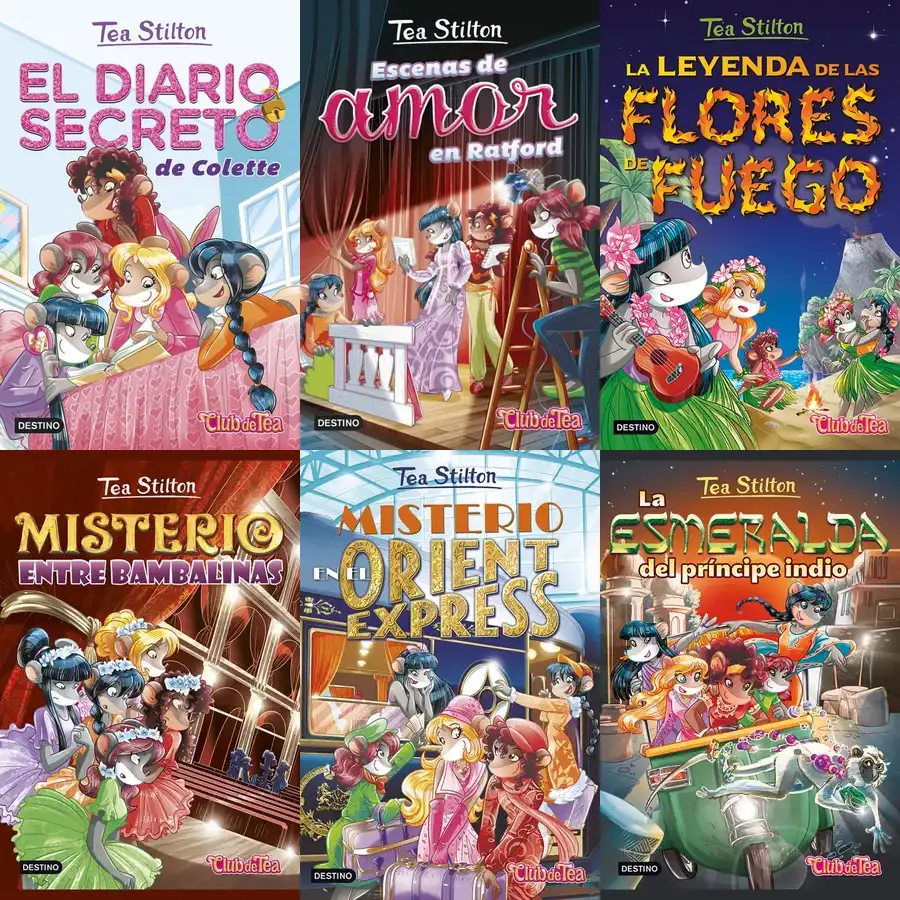 Tea Stilton
EL DIARIO
SECRETO
de Colette
DESTINO
Club de Tea
Tea Stilton
Escenas de
amor
en Ratford
DESTINO
Club de Tea
Tea Stilton
LA LEYENDA DE LAS
FLORES
DE FUEGO
DESTINO
Club de Tea
Tea Stilton
MISTERIO
ENTRE BAMBALINAS
DESTINO
Club de Tea
Tea Stilton
MISTERIO
EN EL ORIENT
EXPRESS
DESTINO
Club de Tea
Tea Stilton
La
ESMERALDA
del príncipe indio
DESTINO
Club de Tea